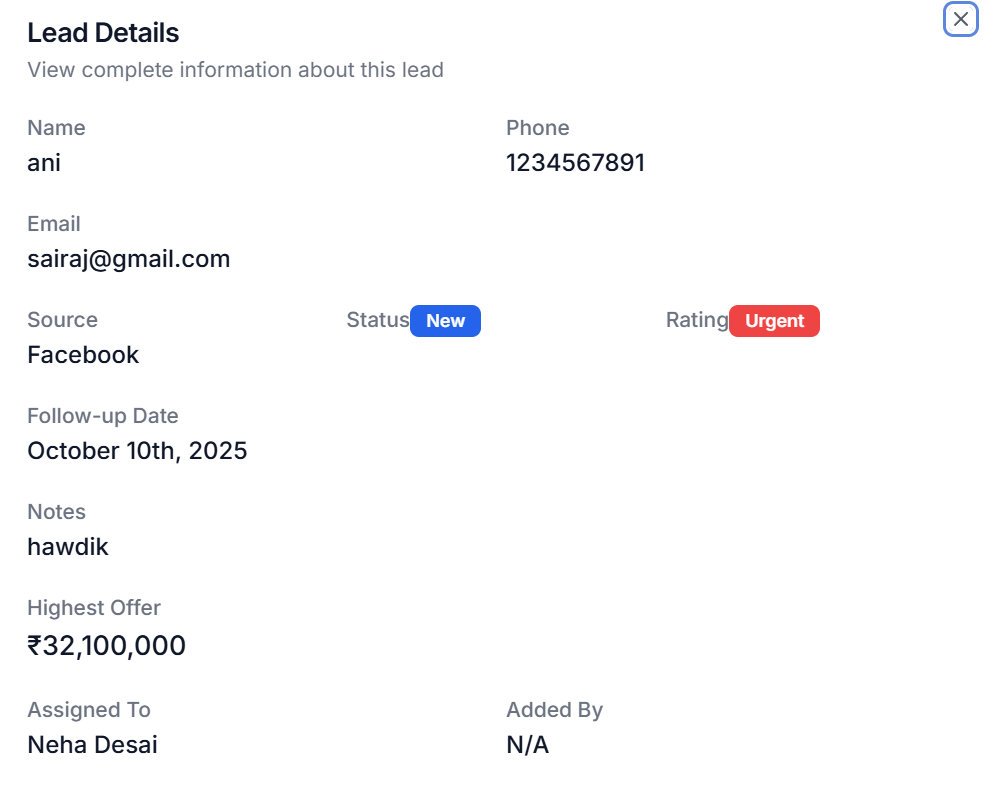 Lead Details
View complete information about this lead
Name
Phone
ani
1234567891
Email
sairaj@gmail.com
Source
Status New
Rating Urgent
Facebook
Follow-up Date
October 10th, 2025
Notes
hawdik
Highest Offer
₹32,100,000
Assigned To
Added By
Neha Desai
N/A